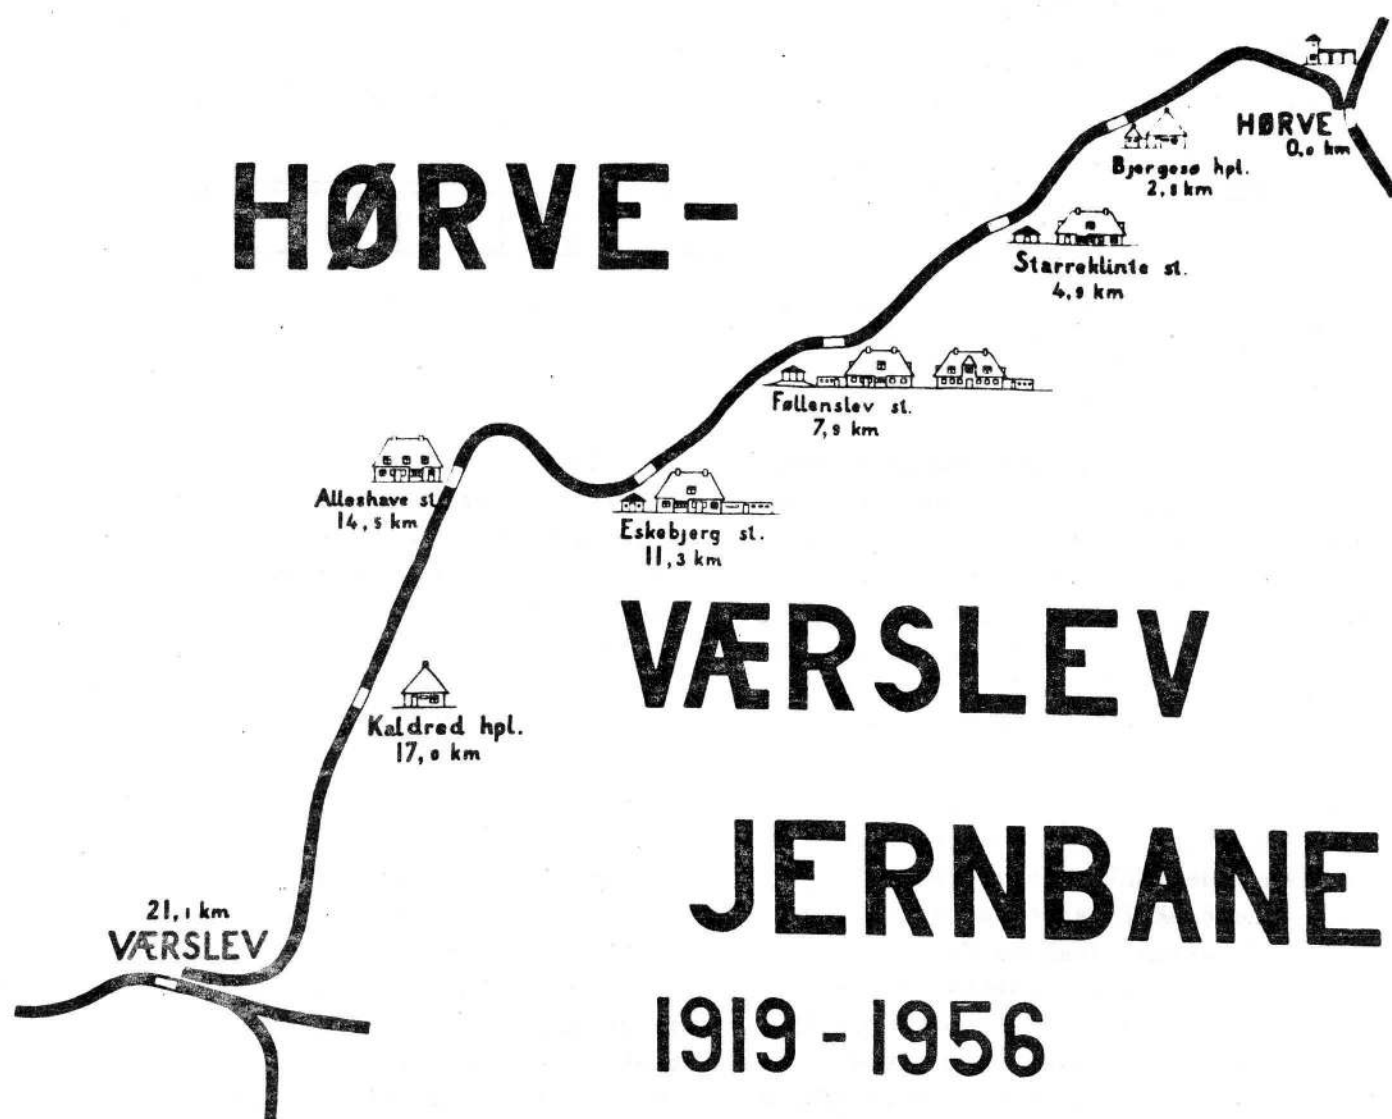 HØRVE-
HØRVE
0,0 km
Bjergesø hpl.
2,8 km
Starreklinte st.
4,9 km
Føllenslev st.
7,9 km
Eskebjerg st.
11,3 km
Alleshave st.
14,5 km
Kaldred hpl.
17,0 km
21,1 km
VÆRSLEV
VÆRSLEV
JERNBANE
1919 - 1956